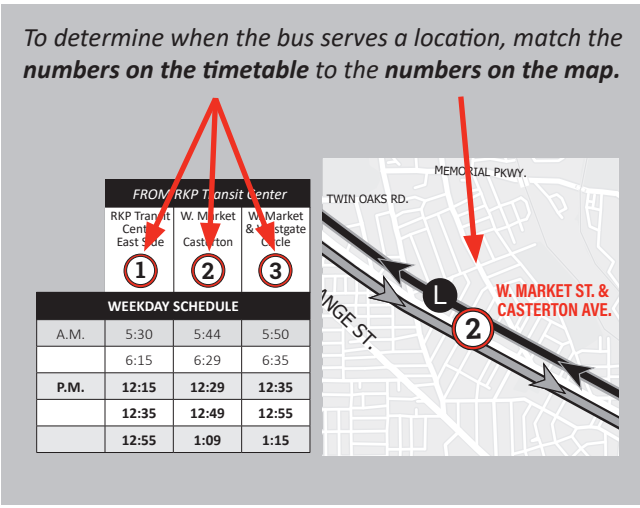 To determine when the bus serves a location, match the
numbers on the timetable to the numbers on the map.
FROM RKP Transit Center
RKP Transit
Center
East Side
W. Market
Casterton
W. Market
& Westgate
Circle
1
2
3
WEEKDAY SCHEDULE
A.M. 5:30 5:44 5:50
6:15 6:29 6:35
P.M. 12:15 12:29 12:35
12:35 12:49 12:55
12:55 1:09 1:15
MEMORIAL PKWY.
TWIN OAKS RD.
L
W. MARKET ST. &
CASTERTON AVE.
2
ANGE ST.